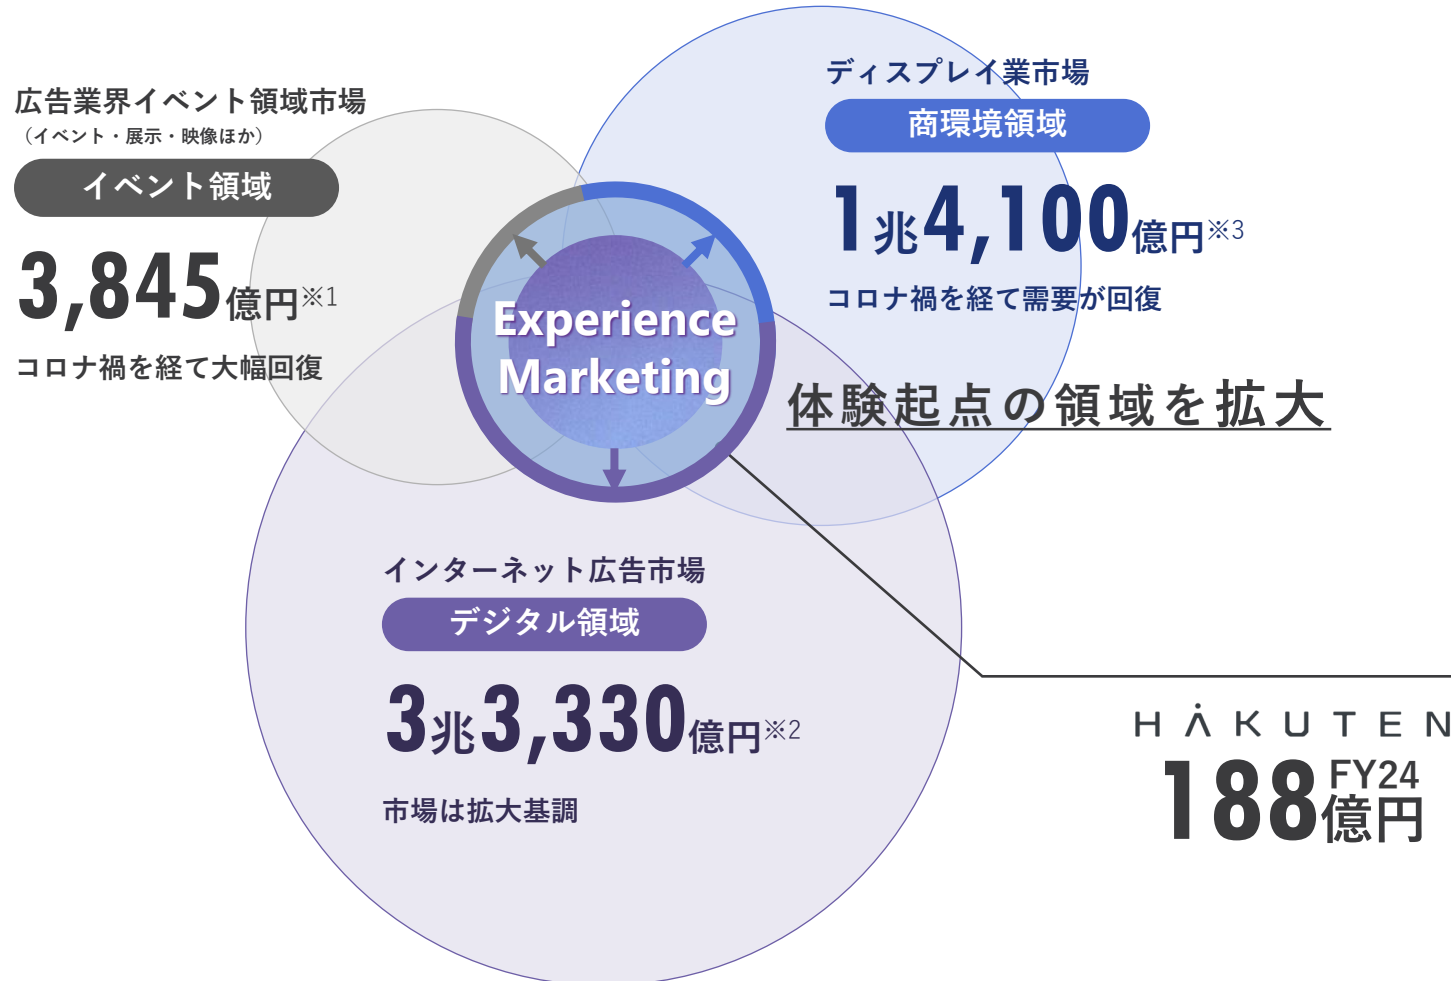 広告業界イベント領域市場
（イベント・展示・映像ほか）
イベント領域
3,845億円※1
コロナ禍を経て大幅回復
ディスプレイ業市場
商環境領域
1兆4,100億円※3
コロナ禍を経て需要が回復
Experience
Marketing
体験起点の領域を拡大
インターネット広告市場
デジタル領域
3兆3,330億円※2
市場は拡大基調
HAKUTEN
FY24
188億円